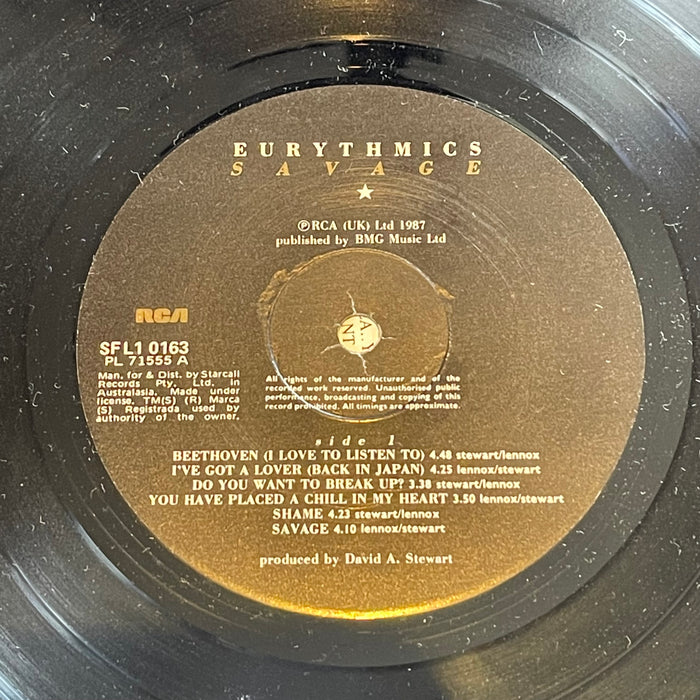 EURYTHMICS
SAVAGE
℗RCA (UK) Ltd 1987
published by BMG Music Ltd
RCA
SFL1 0163
PL 71555 A
Man. for & Dist. by Starcall
Records Pty. Ltd. in
Australasia. Made under
license. TM(S) (R) Marca
(S) Registrada used by
authority of the owner.
All rights of the manufacturer and of the
recorded work reserved. Unauthorised public
performance, broadcasting and copying of this
record prohibited. All timings are approximate.
side 1
BEETHOVEN (I LOVE TO LISTEN TO) 4.48 stewart/lennox
I'VE GOT A LOVER (BACK IN JAPAN) 4.25 lennox/stewart
DO YOU WANT TO BREAK UP? 3.38 lennox/stewart
YOU HAVE PLACED A CHILL IN MY HEART 3.50 lennox/stewart
SHAME 4.23 stewart/lennox
SAVAGE 4.10 lennox/stewart
produced by David A. Stewart